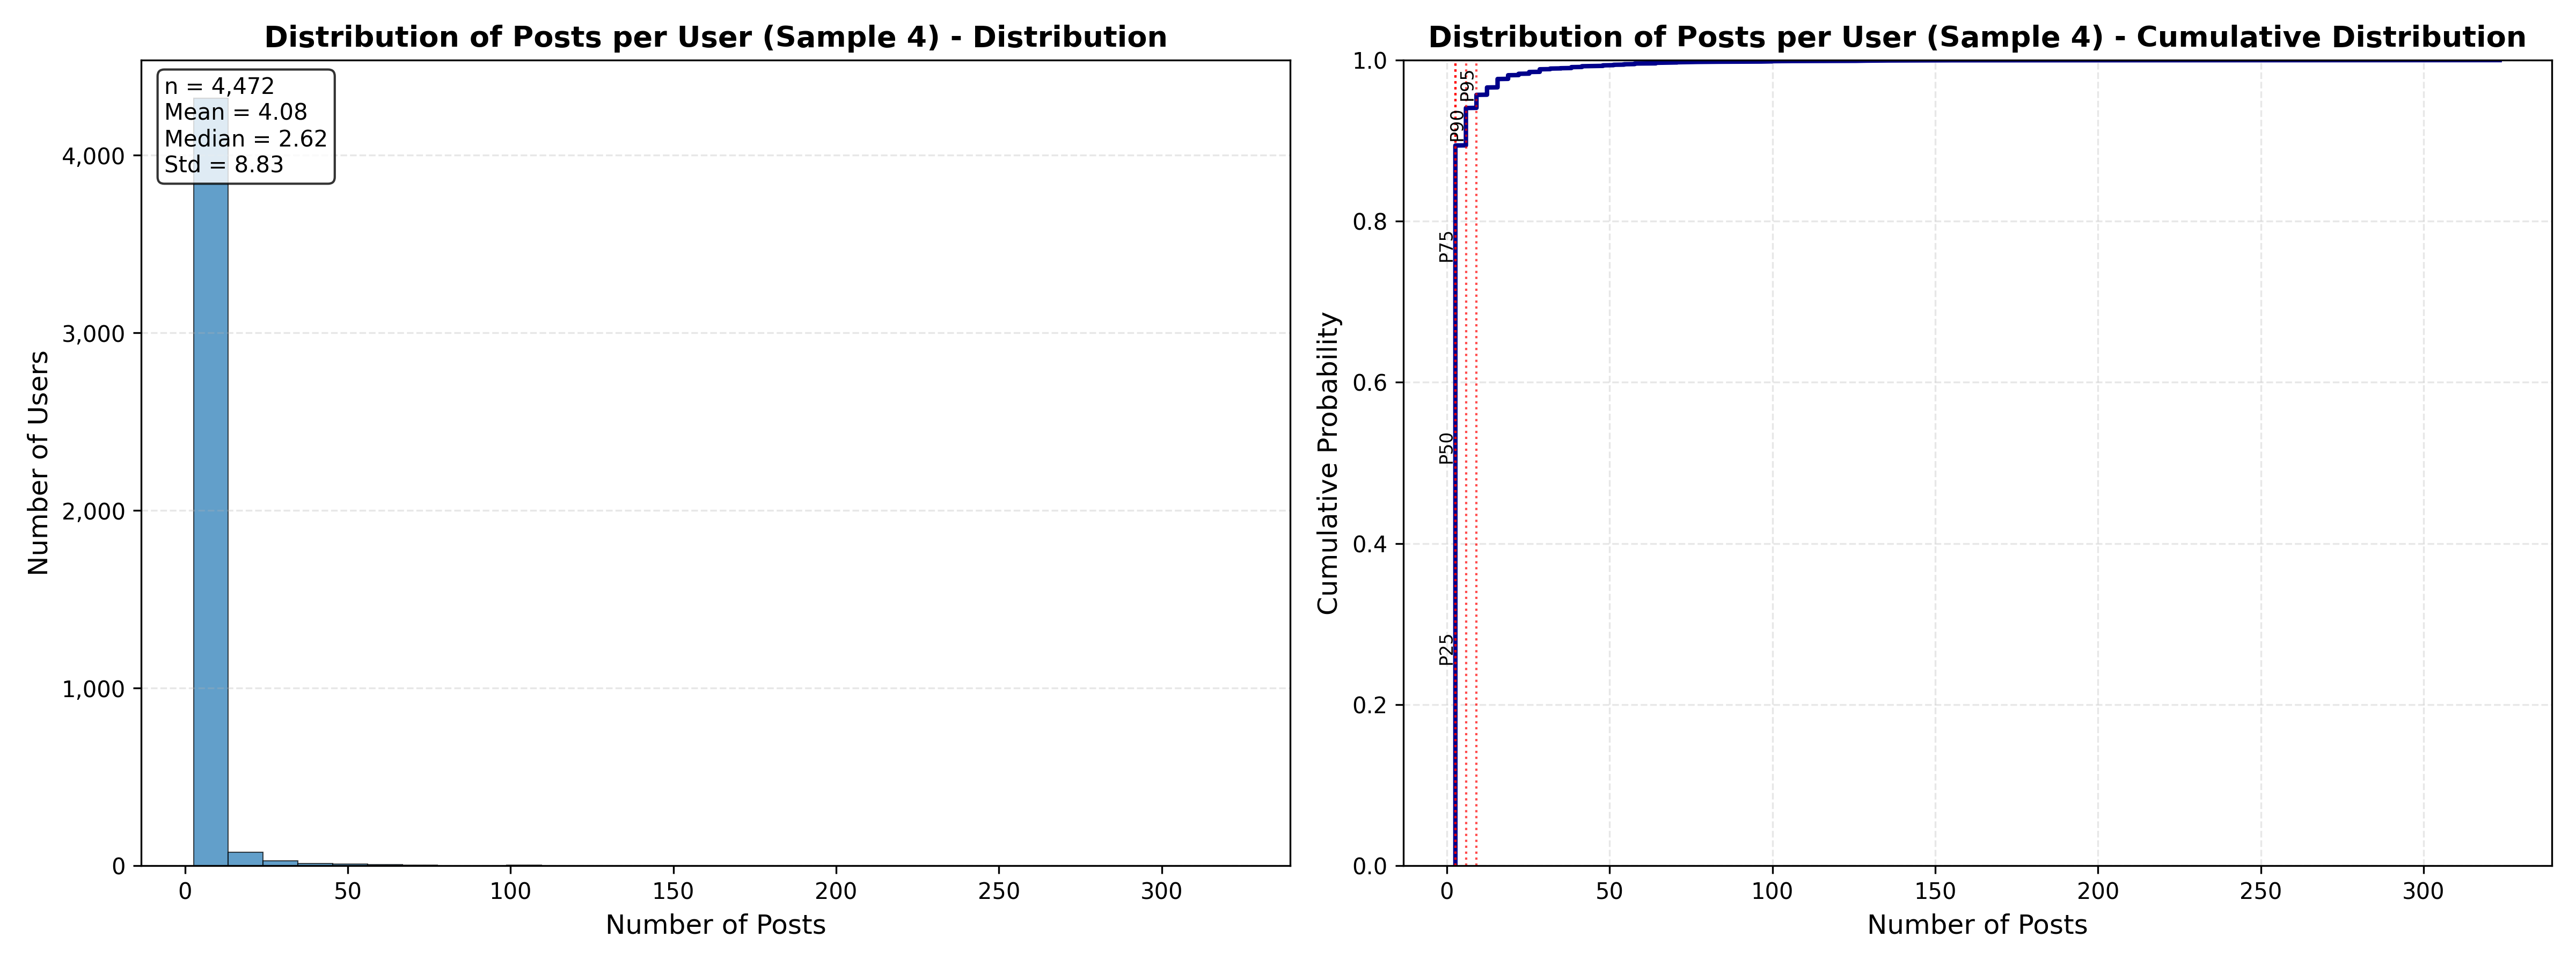 Distribution of Posts per User (Sample 4) - Distribution
n = 4,472
Mean = 4.08
Median = 2.62
Std = 8.83
Number of Users
4,000
3,000
2,000
1,000
0
0 50 100 150 200 250 300
Number of Posts
Distribution of Posts per User (Sample 4) - Cumulative Distribution
Cumulative Probability
1.0
0.8
0.6
0.4
0.2
0.0
P95
P90
P75
P50
P25
0 50 100 150 200 250 300
Number of Posts